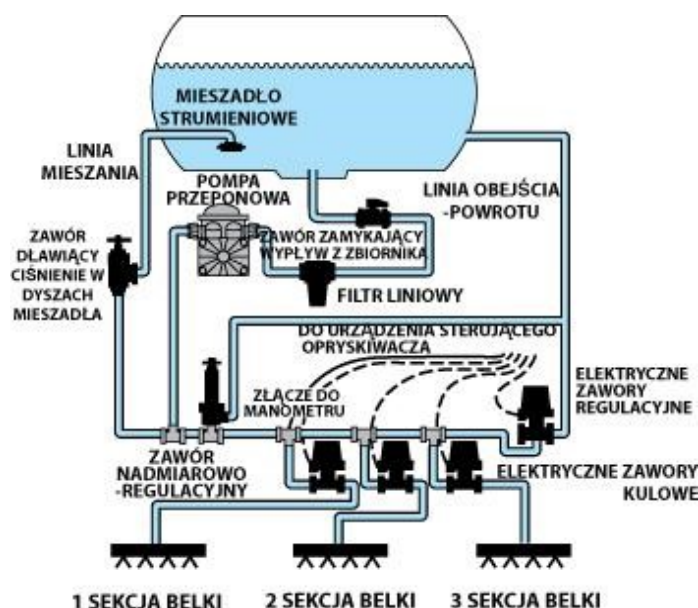 MIESZADŁO
STRUMIENIOWE
LINIA
MIESZANIA
POMPA
PRZEPONOWA
LINIA OBEJŚCIA
-POWROTU
ZAWÓR
DŁAWIĄCY
CIŚNIENIE W
DYSZACH
MIESZADŁA
ZAWÓR ZAMYKAJĄCY
WYPŁYW Z ZBIORNIKA
FILTR LINIOWY
DO URZĄDZENIA STERUJĄCEGO
OPRYSKIWACZA
ELEKTRYCZNE
ZAWORY
REGULACYJNE
ZŁĄCZE DO
MANOMETRU
ZAWÓR
NADMIAROWO
-REGULACYJNY
ELEKTRYCZNE ZAWORY
KULOWE
1 SEKCJA BELKI
2 SEKCJA BELKI
3 SEKCJA BELKI